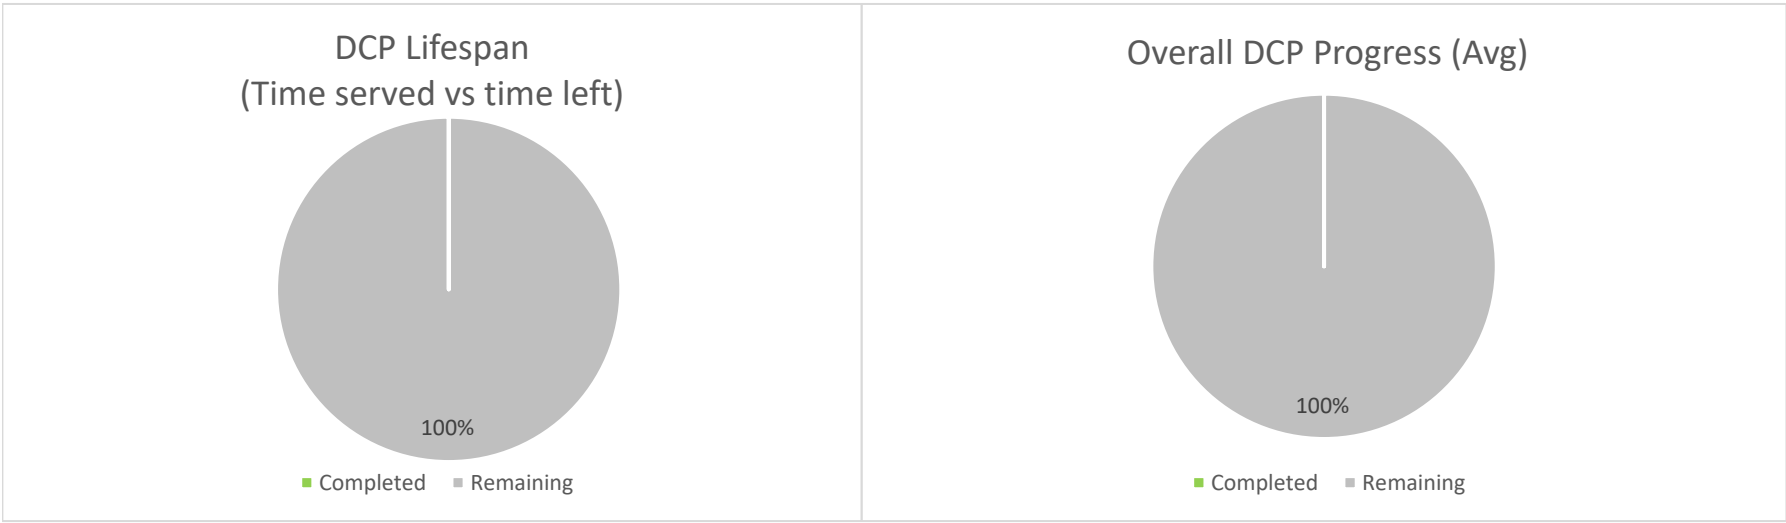 DCP Lifespan
(Time served vs time left)
100%
Completed Remaining
Overall DCP Progress (Avg)
100%
Completed Remaining